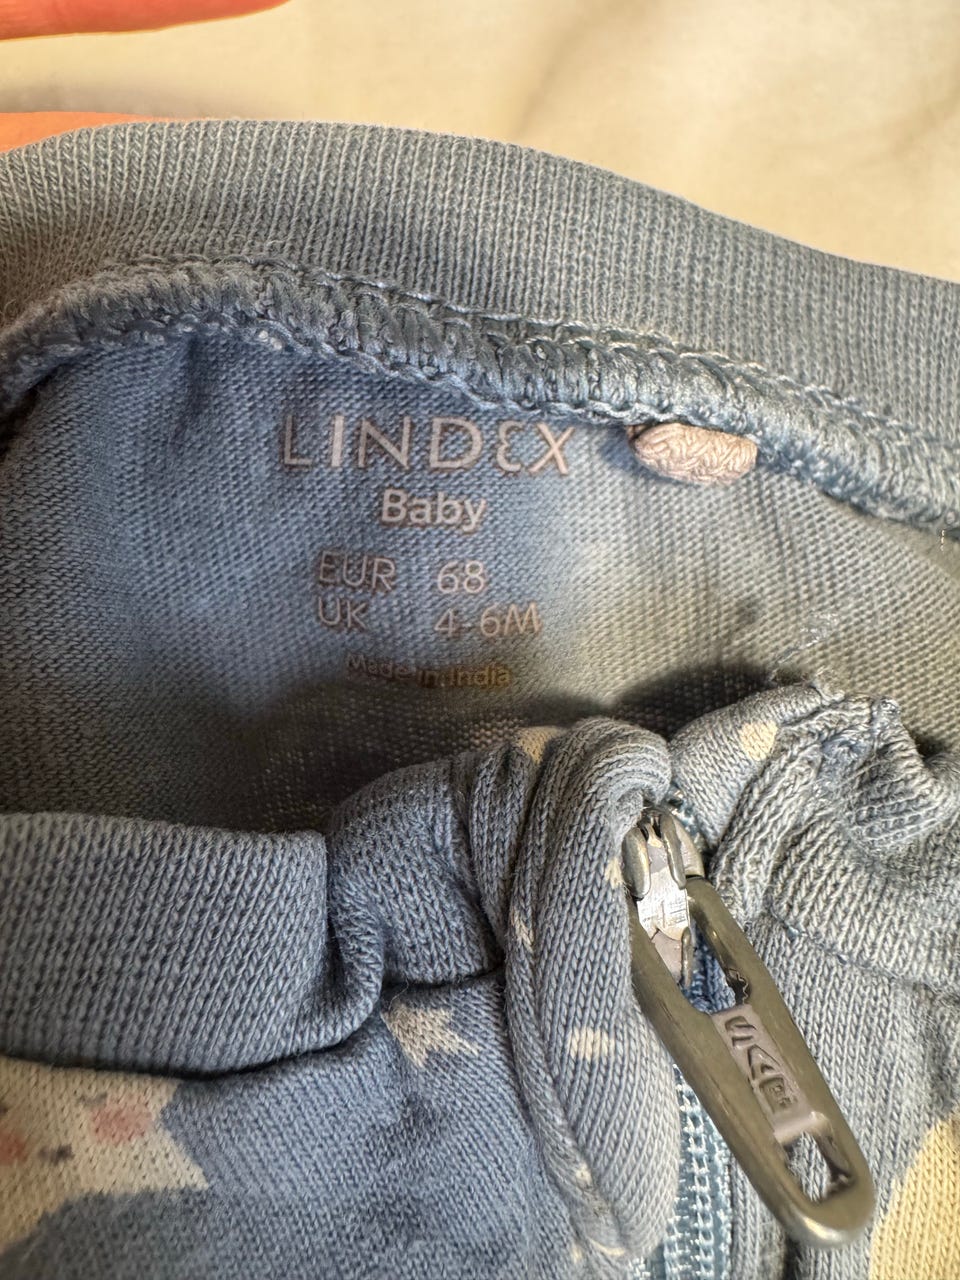 LINDEX
Baby
EUR 68
UK 4-6M
Made in India